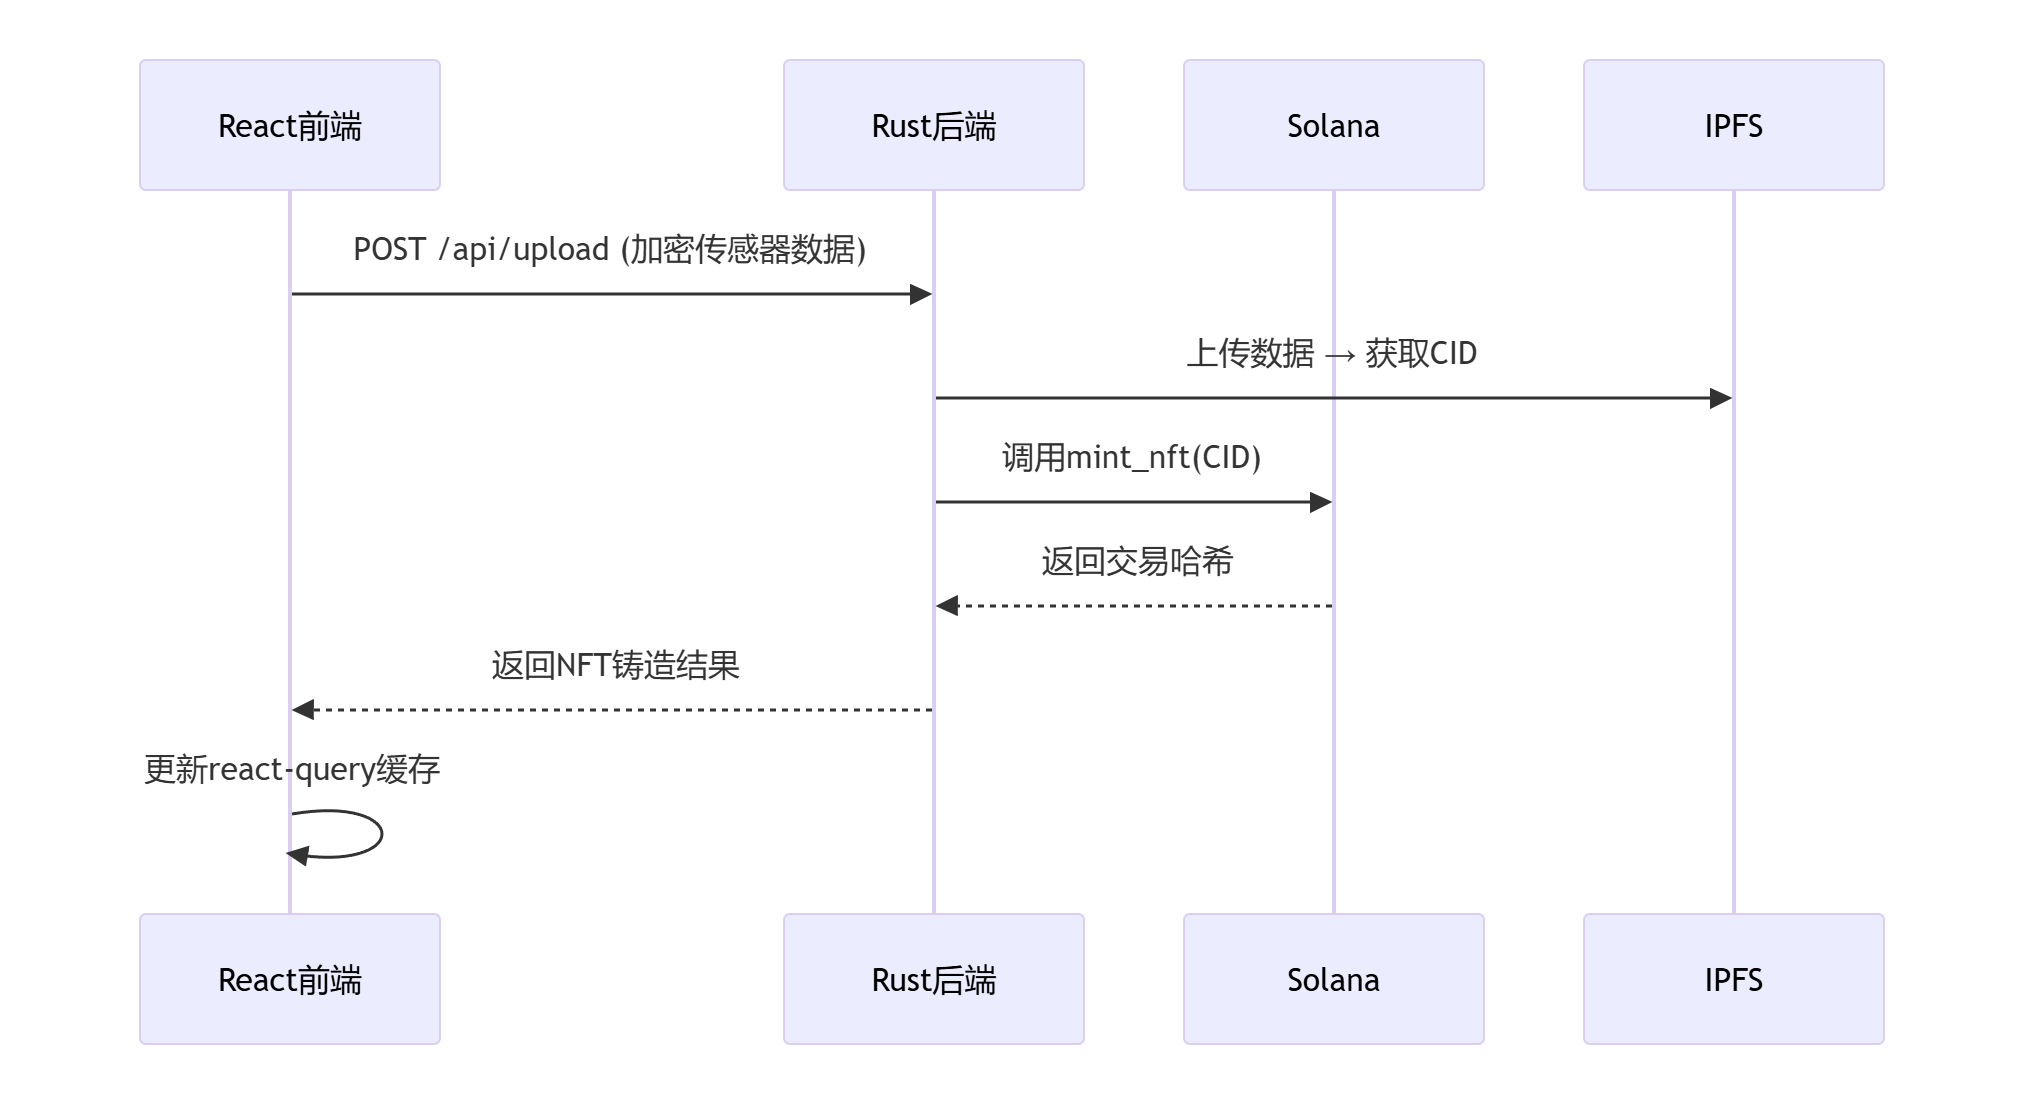 React前端
Rust后端
Solana
IPFS
POST /api/upload (加密传感器数据)
上传数据 → 获取CID
调用mint_nft(CID)
返回交易哈希
返回NFT铸造结果
更新react-query缓存
React前端
Rust后端
Solana
IPFS